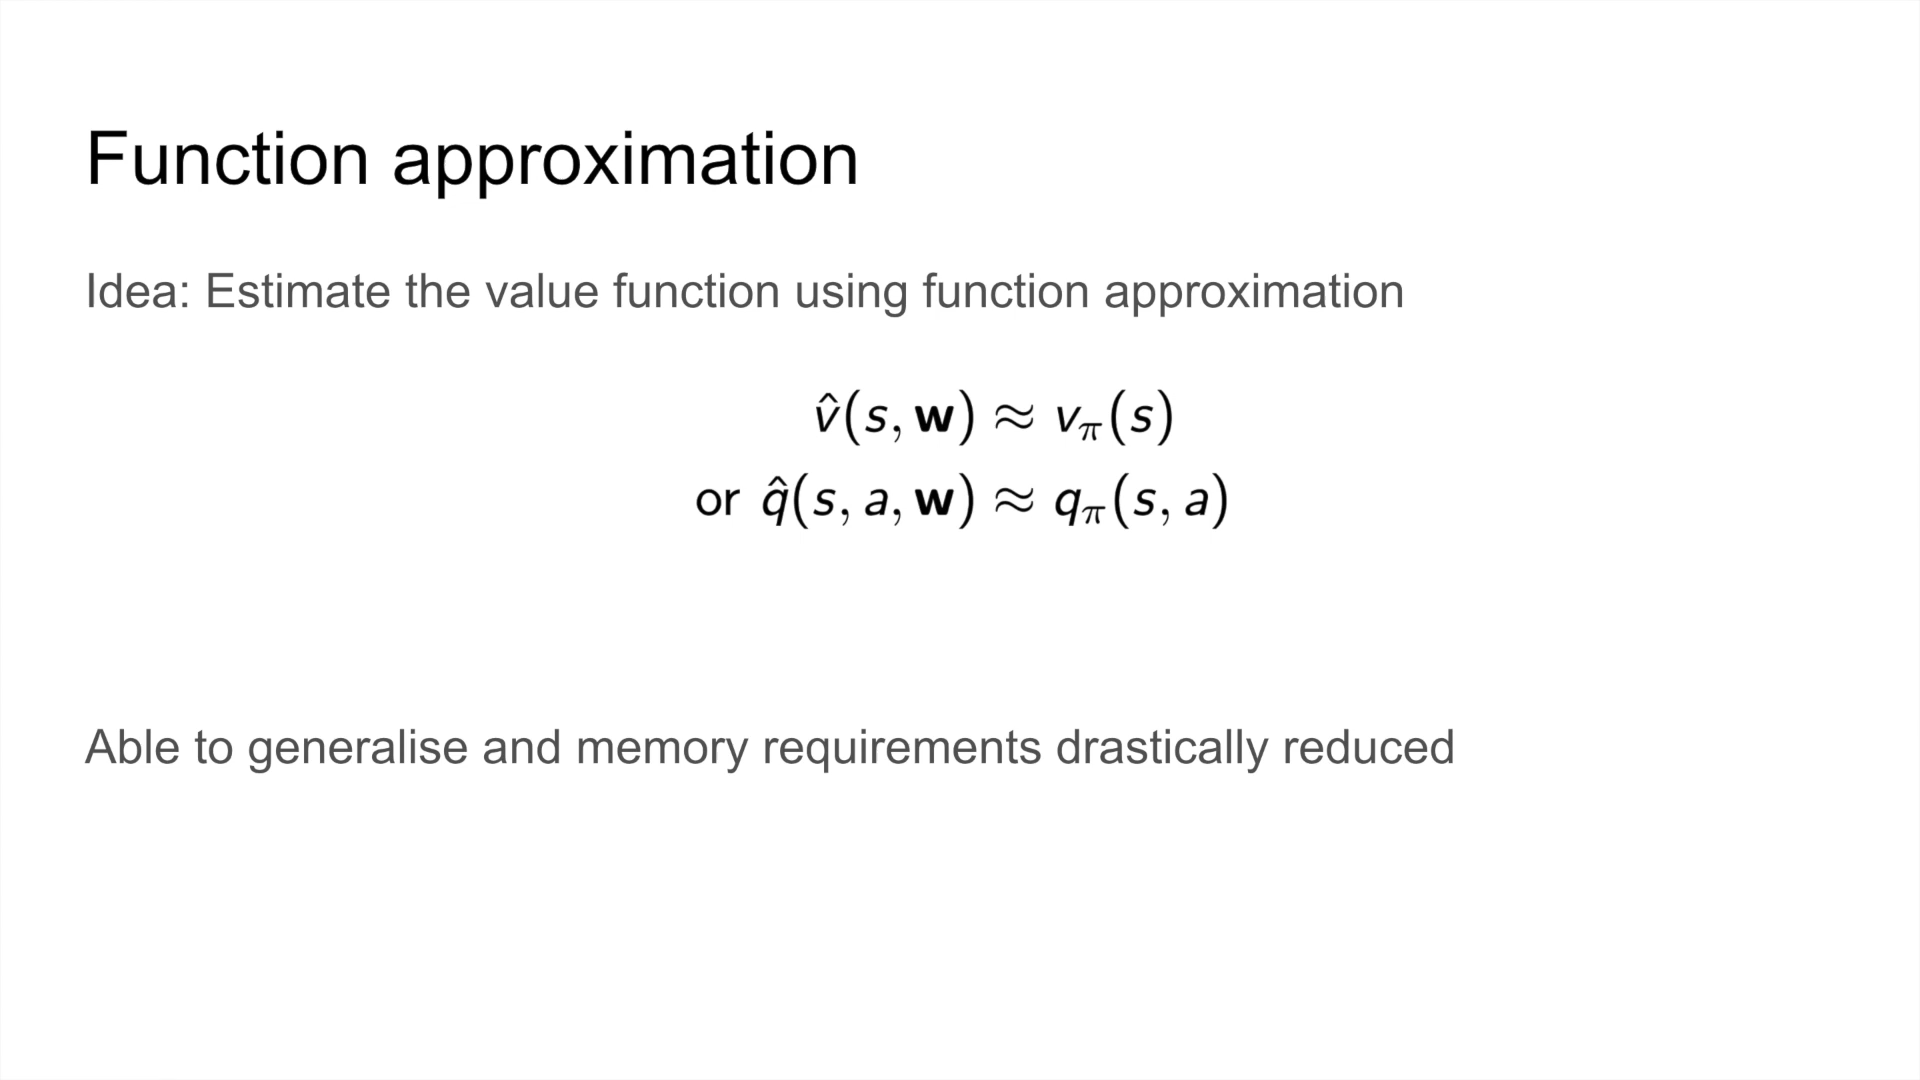 Function approximation
Idea: Estimate the value function using function approximation
v̂(s, w) ≈ vπ(s)
or q̂(s, a, w) ≈ qπ(s, a)
Able to generalise and memory requirements drastically reduced